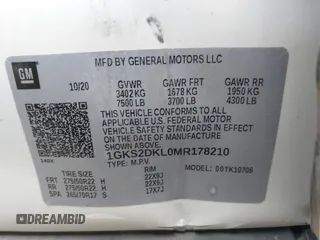 GM
MFD BY GENERAL MOTORS LLC
10/20 GVWR GAWR FRT GAWR RR
3402 KG 1678 KG 1950 KG
7500 LB 3700 LB 4300 LB
THIS VEHICLE CONFORMS TO ALL APPLICABLE
U.S. FEDERAL MOTOR VEHICLE SAFETY AND
THEFT PREVENTION STANDARDS IN EFFECT ON THE
DATE OF MANUFACTURE SHOWN ABOVE.
1GKS2DKL0MR178210
TYPE: M.P.V. MODEL: 00TK10706
TIRE SIZE RIM
FRT 275/50R22 H 22X9J
RR 275/50R22 H 22X9J
SPA 265/70R17 S 17X7J
DREAMBID